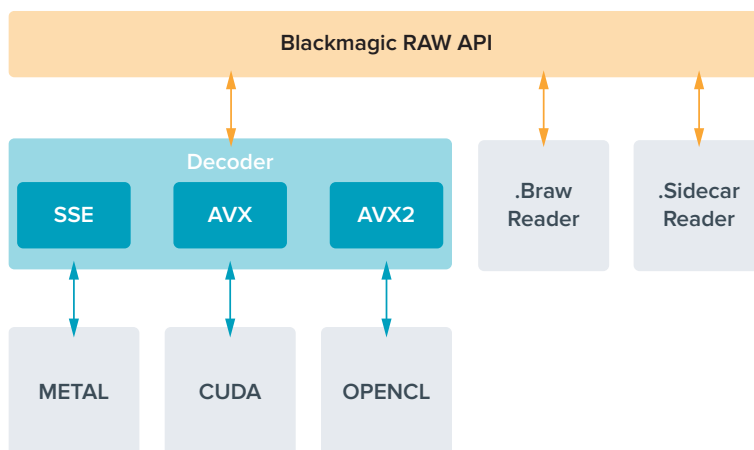 Blackmagic RAW API
Decoder
SSE
AVX
AVX2
.Braw
Reader
.Sidecar
Reader
METAL
CUDA
OPENCL